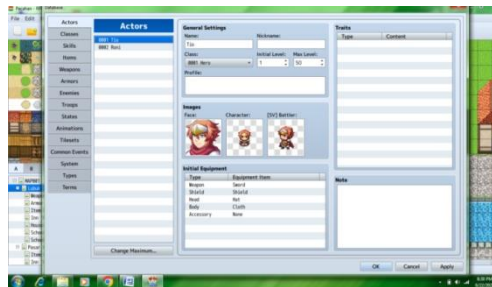 Database
File Edit
Actors
Classes
Skills
Items
Weapons
Armors
Enemies
Troops
States
Animations
Tilesets
Common Events
System
Types
Terms
Actors
0001 Tio
0002 Roni
Change Maximum...
General Settings
Name:
Nickname:
Tio
Class:
Initial Level:
Max Level:
0001 Hero
1
50
Profile:
Images
Face:
Character:
[SV] Battler:
Initial Equipment
Type
Equipment Item
Weapon
Sword
Shield
Shield
Head
Hat
Body
Cloth
Accessory
None
Traits
Type
Content
Note
OK
Cancel
Apply